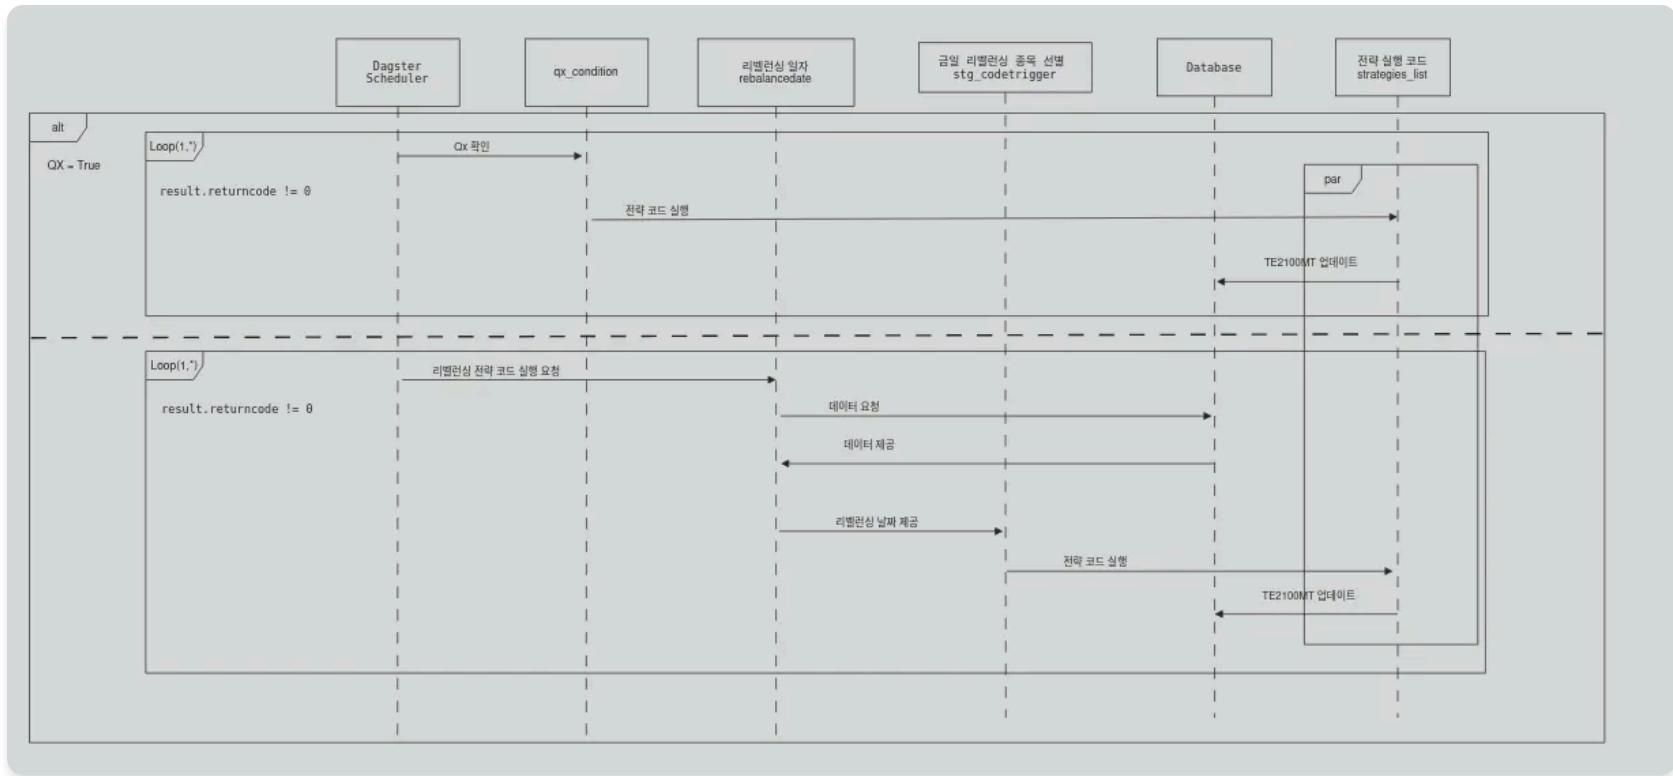 Dagster
Scheduler
qx_condition
리밸런싱 일자
rebalancedate
금일 리벨런싱 종목 선별
stg_codetrigger
Database
전략 실행 코드
strategies_list
alt
QX = True
Loop(1,*)
Qx 확인
par
result.returncode != 0
전략 코드 실행
TE2100MT 업데이트
Loop(1,*)
리벨런싱 전략 코드 실행 요청
result.returncode != 0
데이터 요청
데이터 제공
리벨런싱 날짜 제공
전략 코드 실행
TE2100MT 업데이트